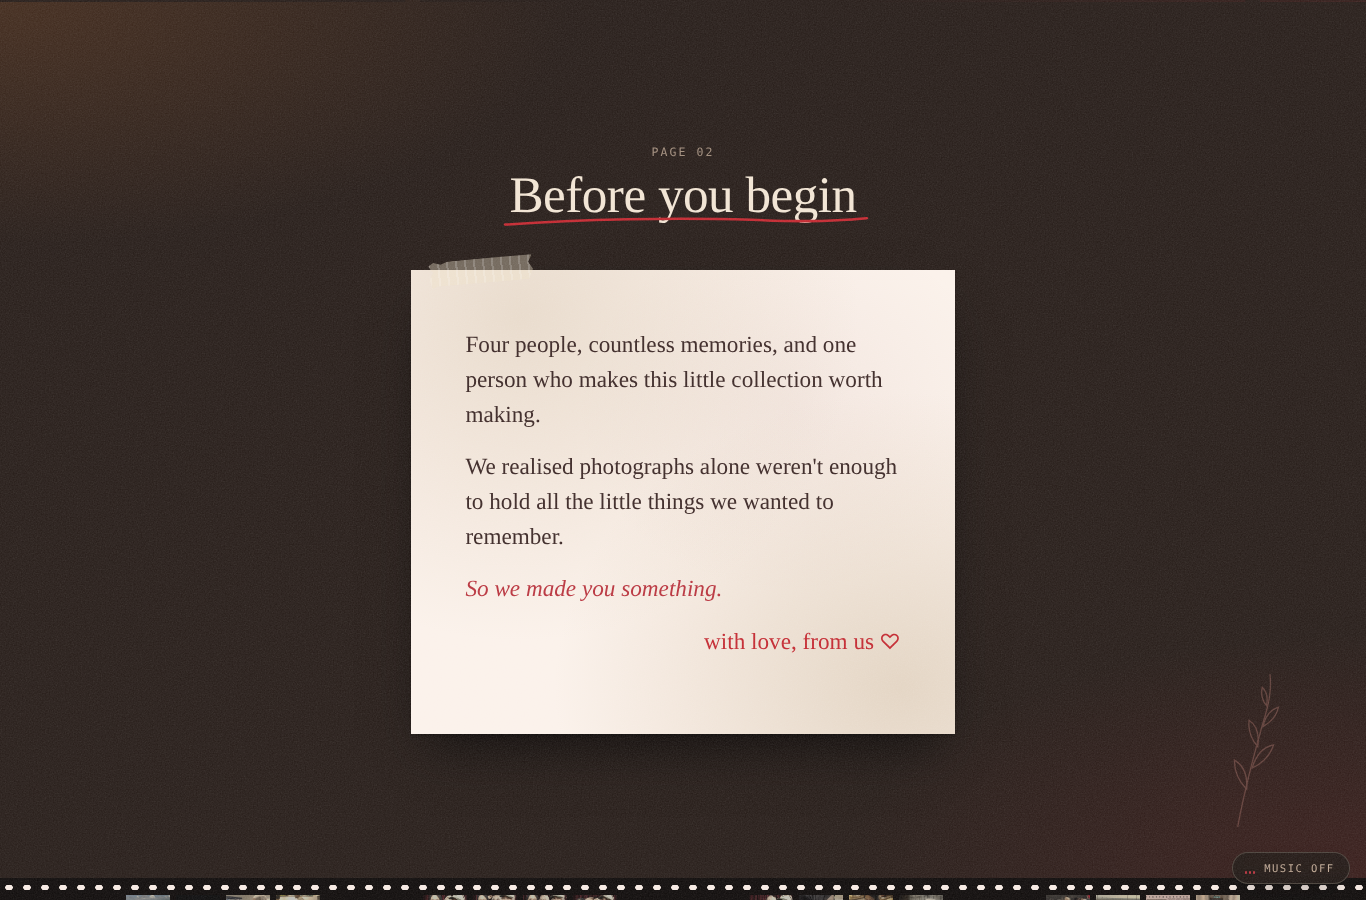 PAGE 02
Before you begin
Four people, countless memories, and one
person who makes this little collection worth
making.
We realised photographs alone weren't enough
to hold all the little things we wanted to
remember.
So we made you something.
with love, from us ♡
... MUSIC OFF